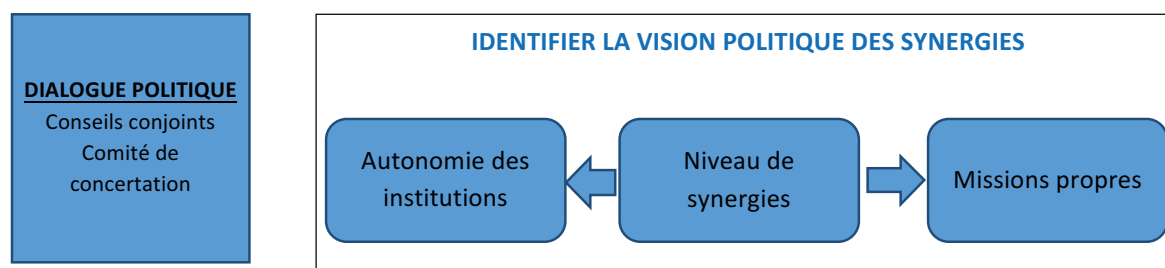 DIALOGUE POLITIQUE
Conseils conjoints
Comité de
concertation
IDENTIFIER LA VISION POLITIQUE DES SYNERGIES
Autonomie des
institutions
Niveau de
synergies
Missions propres